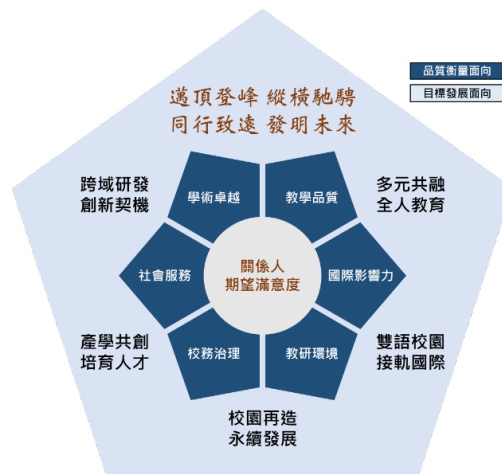 品質衡量面向
目標發展面向
邁頂登峰 縱橫馳騁
同行致遠 發明未來
跨域研發
創新契機
學術卓越
教學品質
多元共融
全人教育
社會服務
關係人
期望滿意度
國際影響力
產學共創
培育人才
校務治理
教研環境
雙語校園
接軌國際
校園再造
永續發展